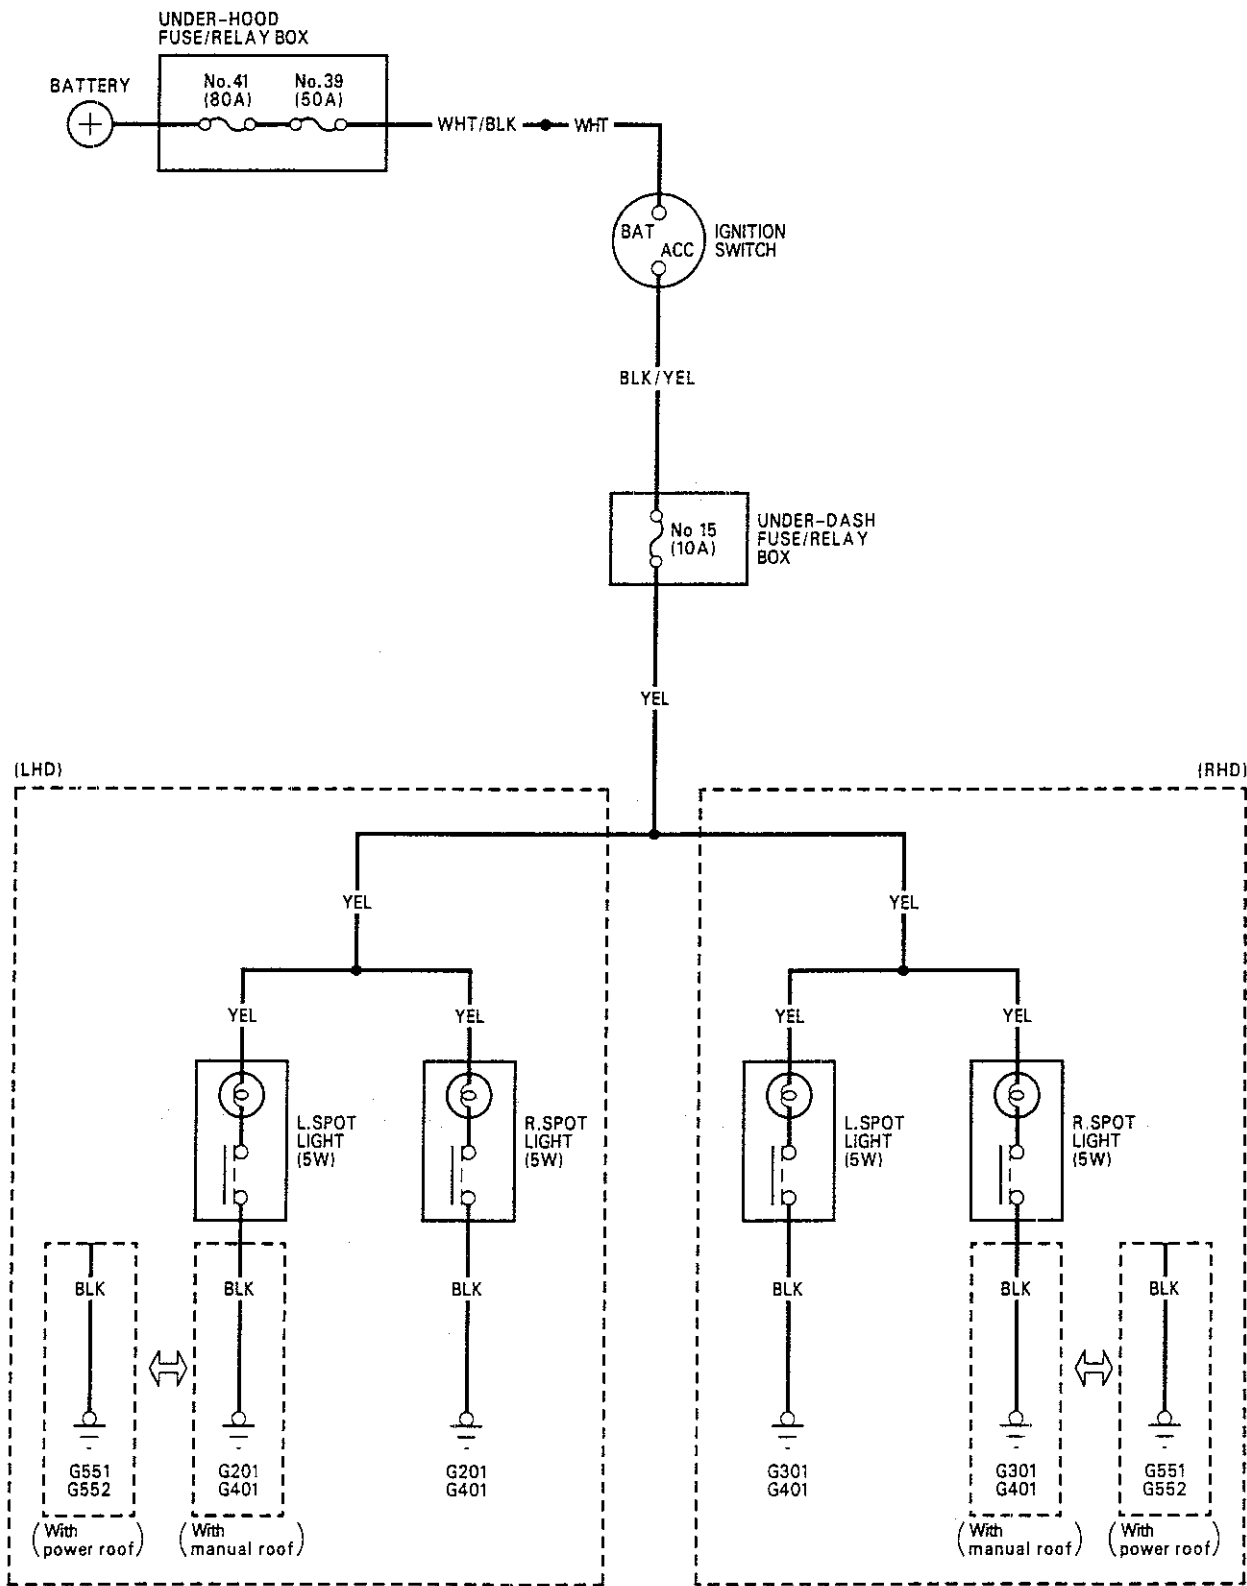 UNDER-HOOD
FUSE/RELAY BOX
BATTERY
+
No.41
(80A)
No.39
(50A)
WHT/BLK
WHT
BAT
ACC
IGNITION
SWITCH
BLK/YEL
No 15
(10A)
UNDER-DASH
FUSE/RELAY
BOX
YEL
(LHD)
(RHD)
YEL
YEL
YEL
YEL
YEL
YEL
L.SPOT
LIGHT
(5W)
R.SPOT
LIGHT
(5W)
L.SPOT
LIGHT
(5W)
R.SPOT
LIGHT
(5W)
BLK
BLK
BLK
BLK
BLK
BLK
G551
G552
G201
G401
G201
G401
G301
G401
G301
G401
G551
G552
(With
power roof)
(With
manual roof)
(With
manual roof)
(With
power roof)